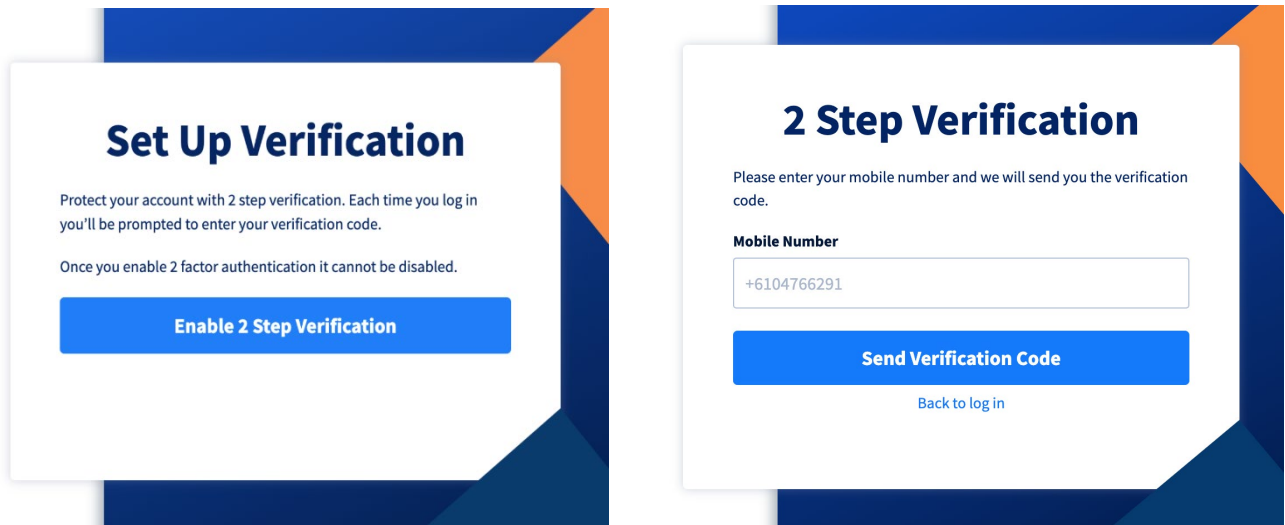 Set Up Verification
Protect your account with 2 step verification. Each time you log in
you’ll be prompted to enter your verification code.
Once you enable 2 factor authentication it cannot be disabled.
Enable 2 Step Verification
2 Step Verification
Please enter your mobile number and we will send you the verification
code.
Mobile Number
+6104766291
Send Verification Code
Back to log in